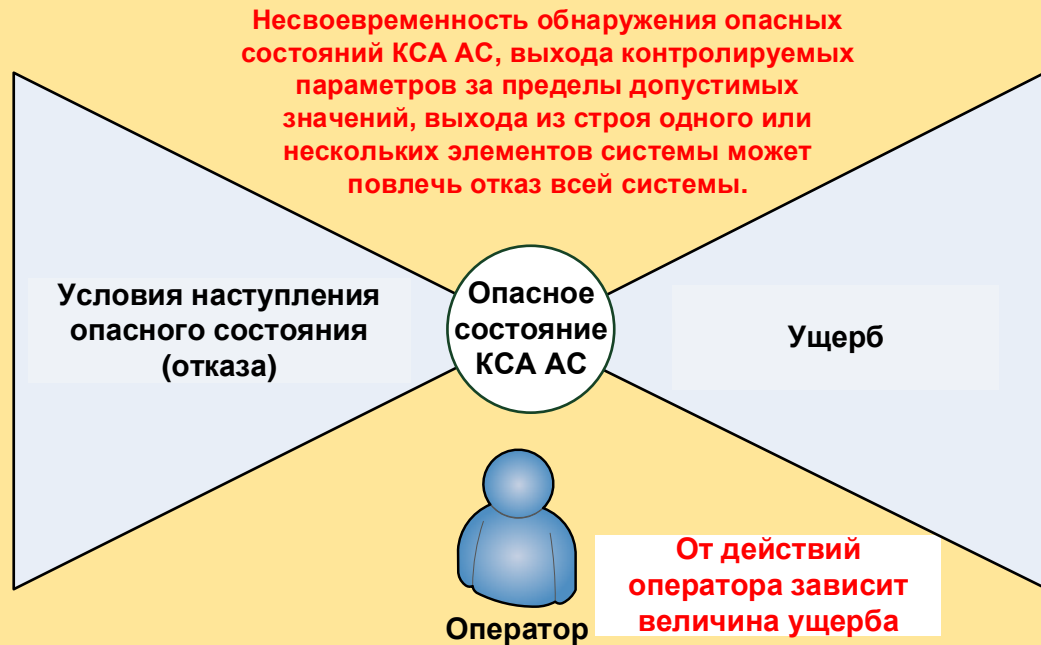 Несвоевременность обнаружения опасных
состояний КСА АС, выхода контролируемых
параметров за пределы допустимых
значений, выхода из строя одного или
нескольких элементов системы может
повлечь отказ всей системы.
Условия наступления
опасного состояния
(отказа)
Опасное
состояние
КСА АС
Ущерб
Оператор
От действий
оператора зависит
величина ущерба